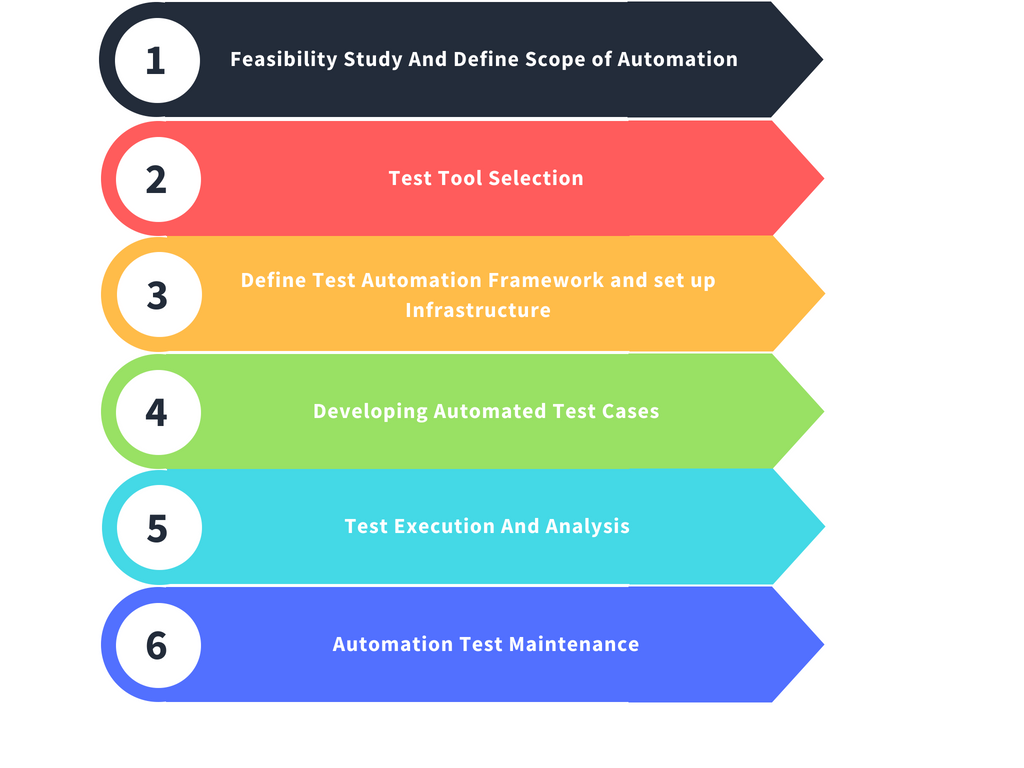 1
Feasibility Study And Define Scope of Automation
2
Test Tool Selection
3
Define Test Automation Framework and set up
Infrastructure
4
Developing Automated Test Cases
5
Test Execution And Analysis
6
Automation Test Maintenance